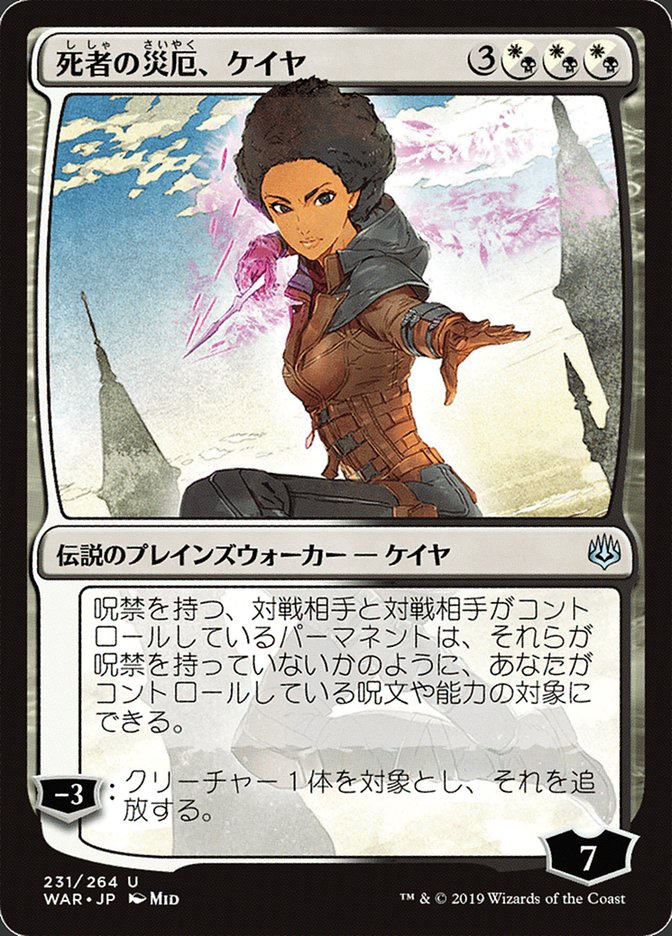 ししゃ さいやく
死者の災厄、ケイヤ 3
伝説のプレインズウォーカー — ケイヤ
呪禁を持つ、対戦相手と対戦相手がコント
ロールしているパーマネントは、それらが
呪禁を持っていないかのように、あなたが
コントロールしている呪文や能力の対象に
できる。
-3 : クリーチャー1体を対象とし、それを追
放する。
7
231/264 U
WAR • JP MID ™ & © 2019 Wizards of the Coast